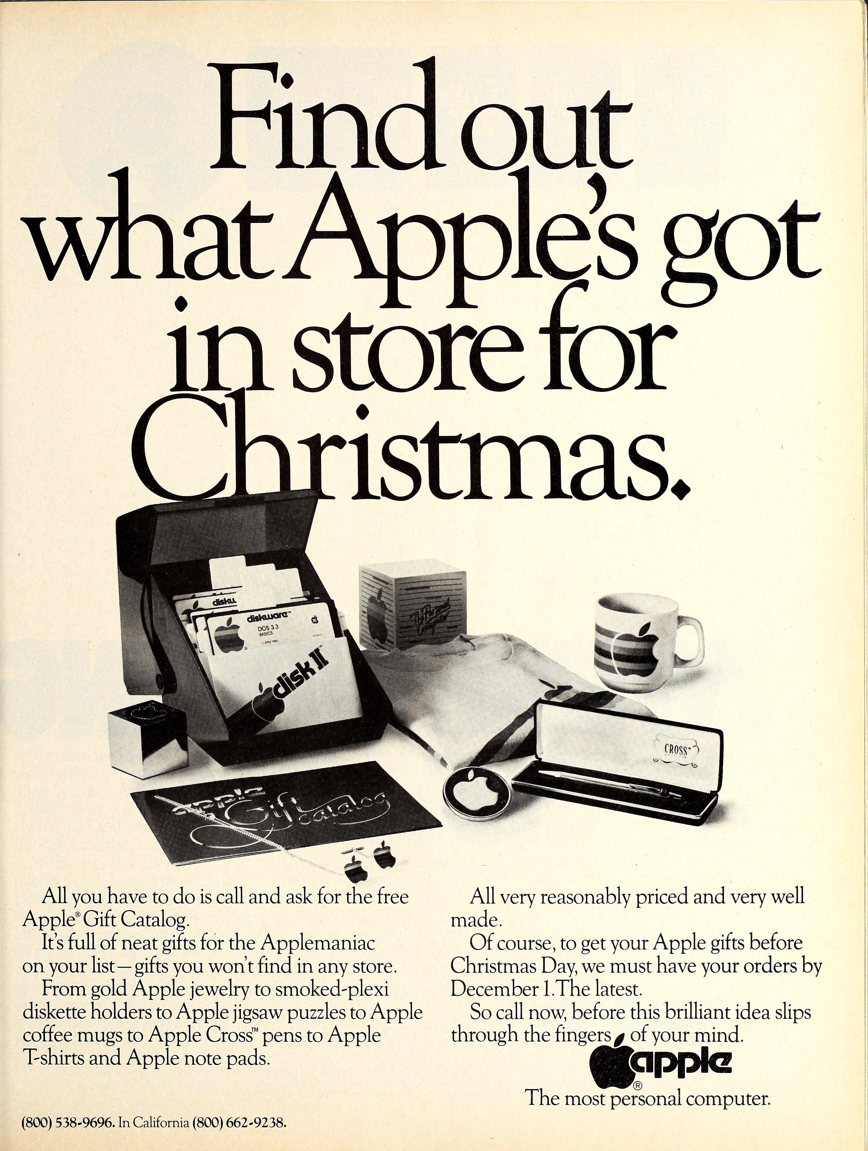 Find out
what Apple's got
in store for
Christmas.
disku
diskware™
DOS 3.3
BASICS
d
disk II™
The Personal
Computer
CROSS®
apple
Gift
catalog
All you have to do is call and ask for the free
Apple® Gift Catalog.
It's full of neat gifts for the Applemaniac
on your list—gifts you won't find in any store.
From gold Apple jewelry to smoked-plexi
diskette holders to Apple jigsaw puzzles to Apple
coffee mugs to Apple Cross™ pens to Apple
T-shirts and Apple note pads.
All very reasonably priced and very well
made.
Of course, to get your Apple gifts before
Christmas Day, we must have your orders by
December 1. The latest.
So call now, before this brilliant idea slips
through the fingers of your mind.
apple
®
The most personal computer.
(800) 538-9696. In California (800) 662-9238.